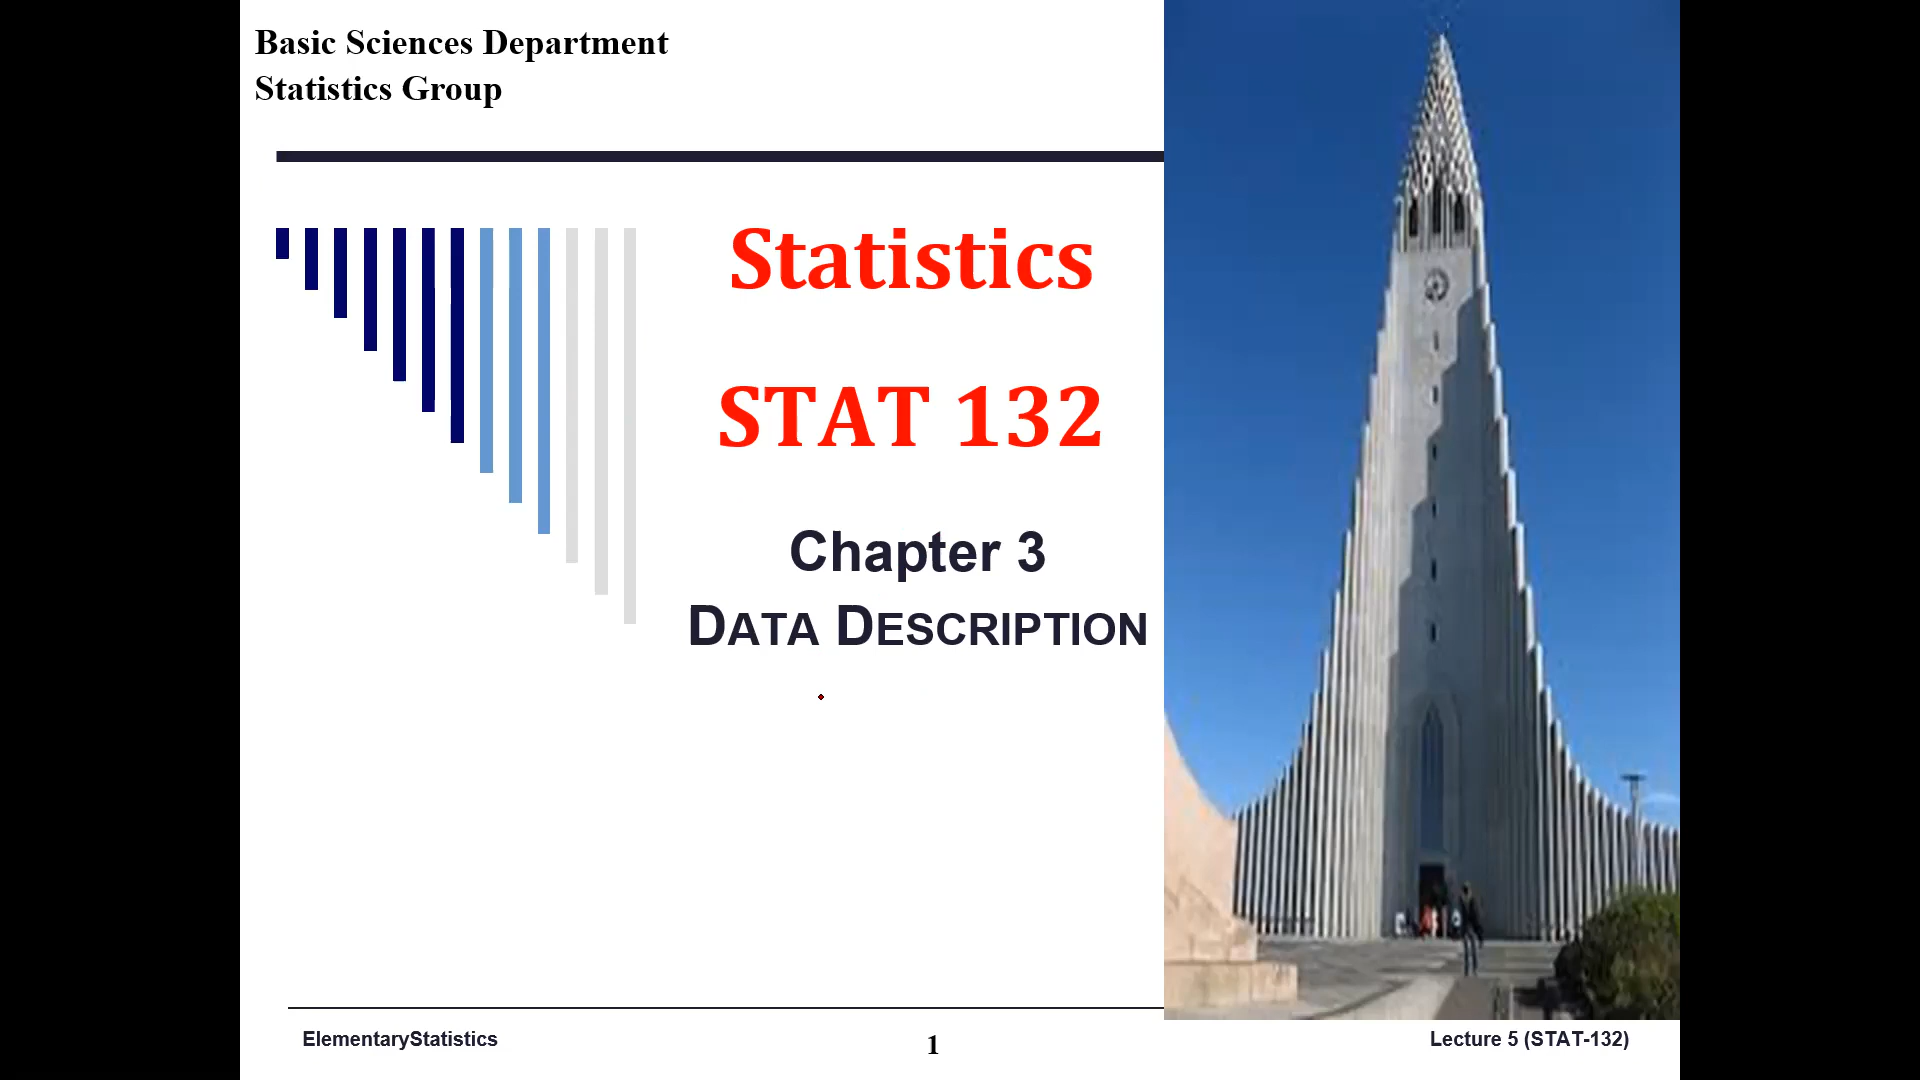 Basic Sciences Department
Statistics Group
Statistics
STAT 132
Chapter 3
DATA DESCRIPTION
ElementaryStatistics
1
Lecture 5 (STAT-132)